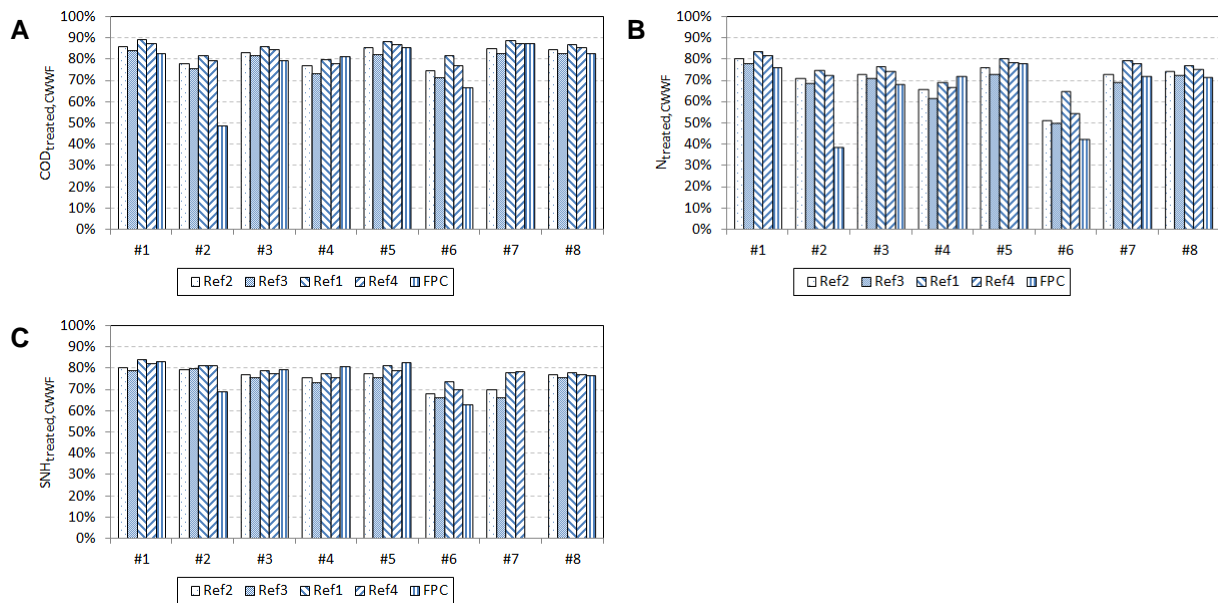 A
100%
90%
80%
70%
60%
50%
40%
30%
20%
10%
0%
COD_treated,CWWF
#1 #2 #3 #4 #5 #6 #7 #8
Ref2 Ref3 Ref1 Ref4 FPC
B
100%
90%
80%
70%
60%
50%
40%
30%
20%
10%
0%
N_treated,CWWF
#1 #2 #3 #4 #5 #6 #7 #8
Ref2 Ref3 Ref1 Ref4 FPC
C
100%
90%
80%
70%
60%
50%
40%
30%
20%
10%
0%
SNH_treated,CWWF
#1 #2 #3 #4 #5 #6 #7 #8
Ref2 Ref3 Ref1 Ref4 FPC